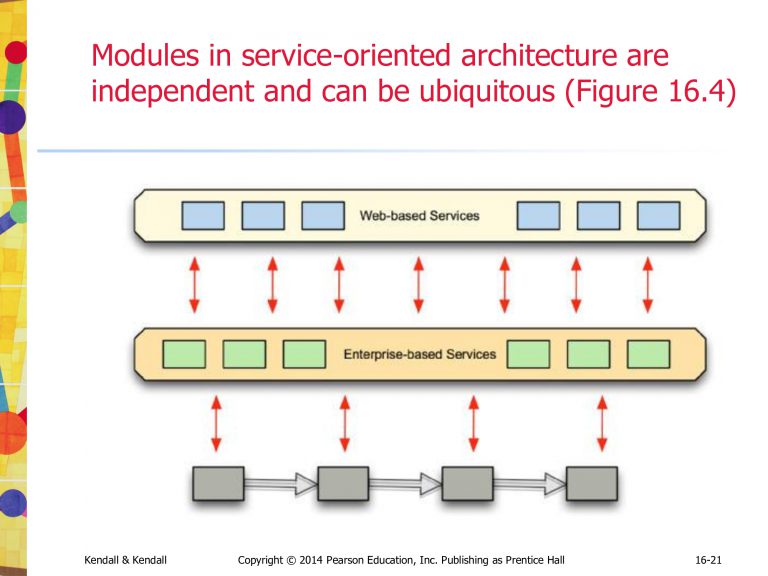 Modules in service-oriented architecture are
independent and can be ubiquitous (Figure 16.4)
Web-based Services
Enterprise-based Services
Kendall & Kendall
Copyright © 2014 Pearson Education, Inc. Publishing as Prentice Hall
16-21